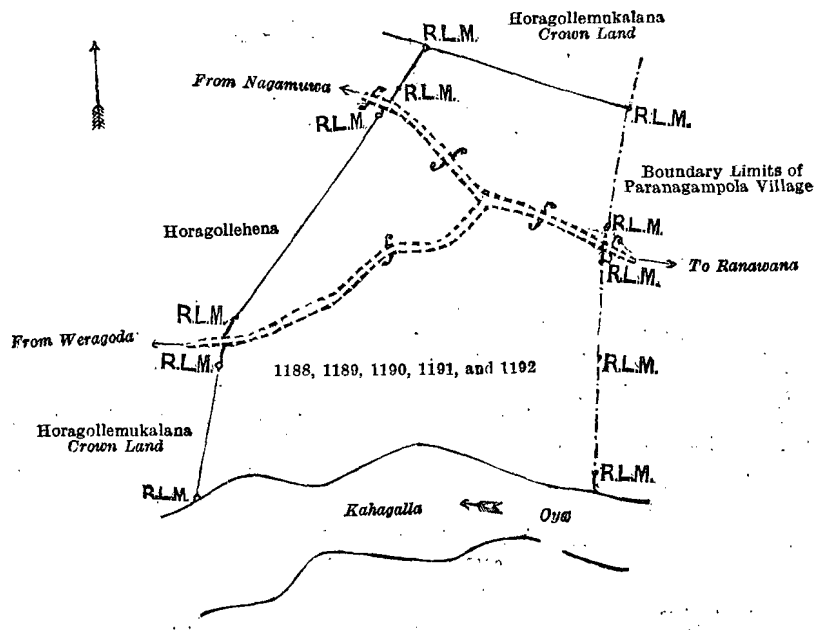 Horagollemukalana
Crown Land
R.L.M.
From Nagamuwa
R.L.M.
R.L.M.
R.L.M.
Boundary Limits of
Paranagampola Village
Horagollehena
R.L.M.
To Ranawana
R.L.M.
R.L.M.
From Weragoda
R.L.M.
R.L.M.
1188, 1189, 1190, 1191, and 1192
Horagollemukalana
Crown Land
R.L.M.
R.L.M.
Kahagalla Oya